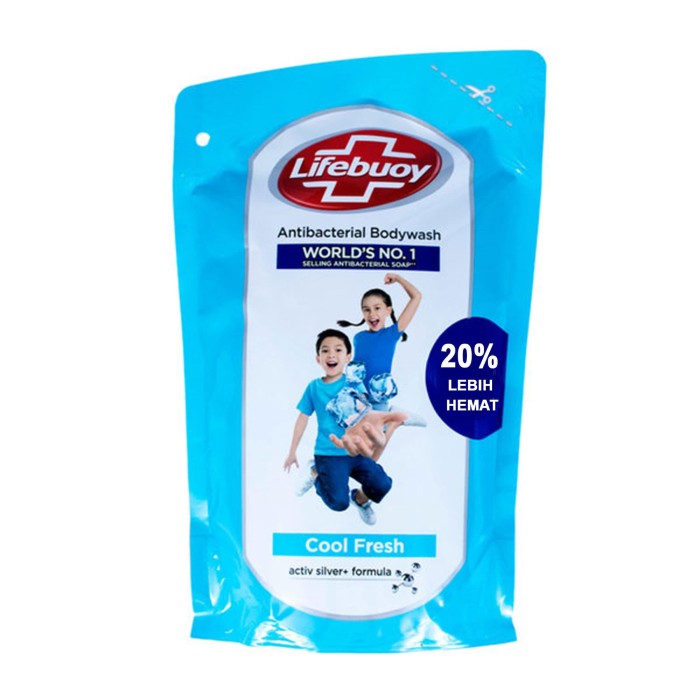 Lifebuoy
Antibacterial Bodywash
WORLD'S NO. 1
SELLING ANTIBACTERIAL SOAP**
20%
LEBIH
HEMAT
Cool Fresh
activ silver+ formula